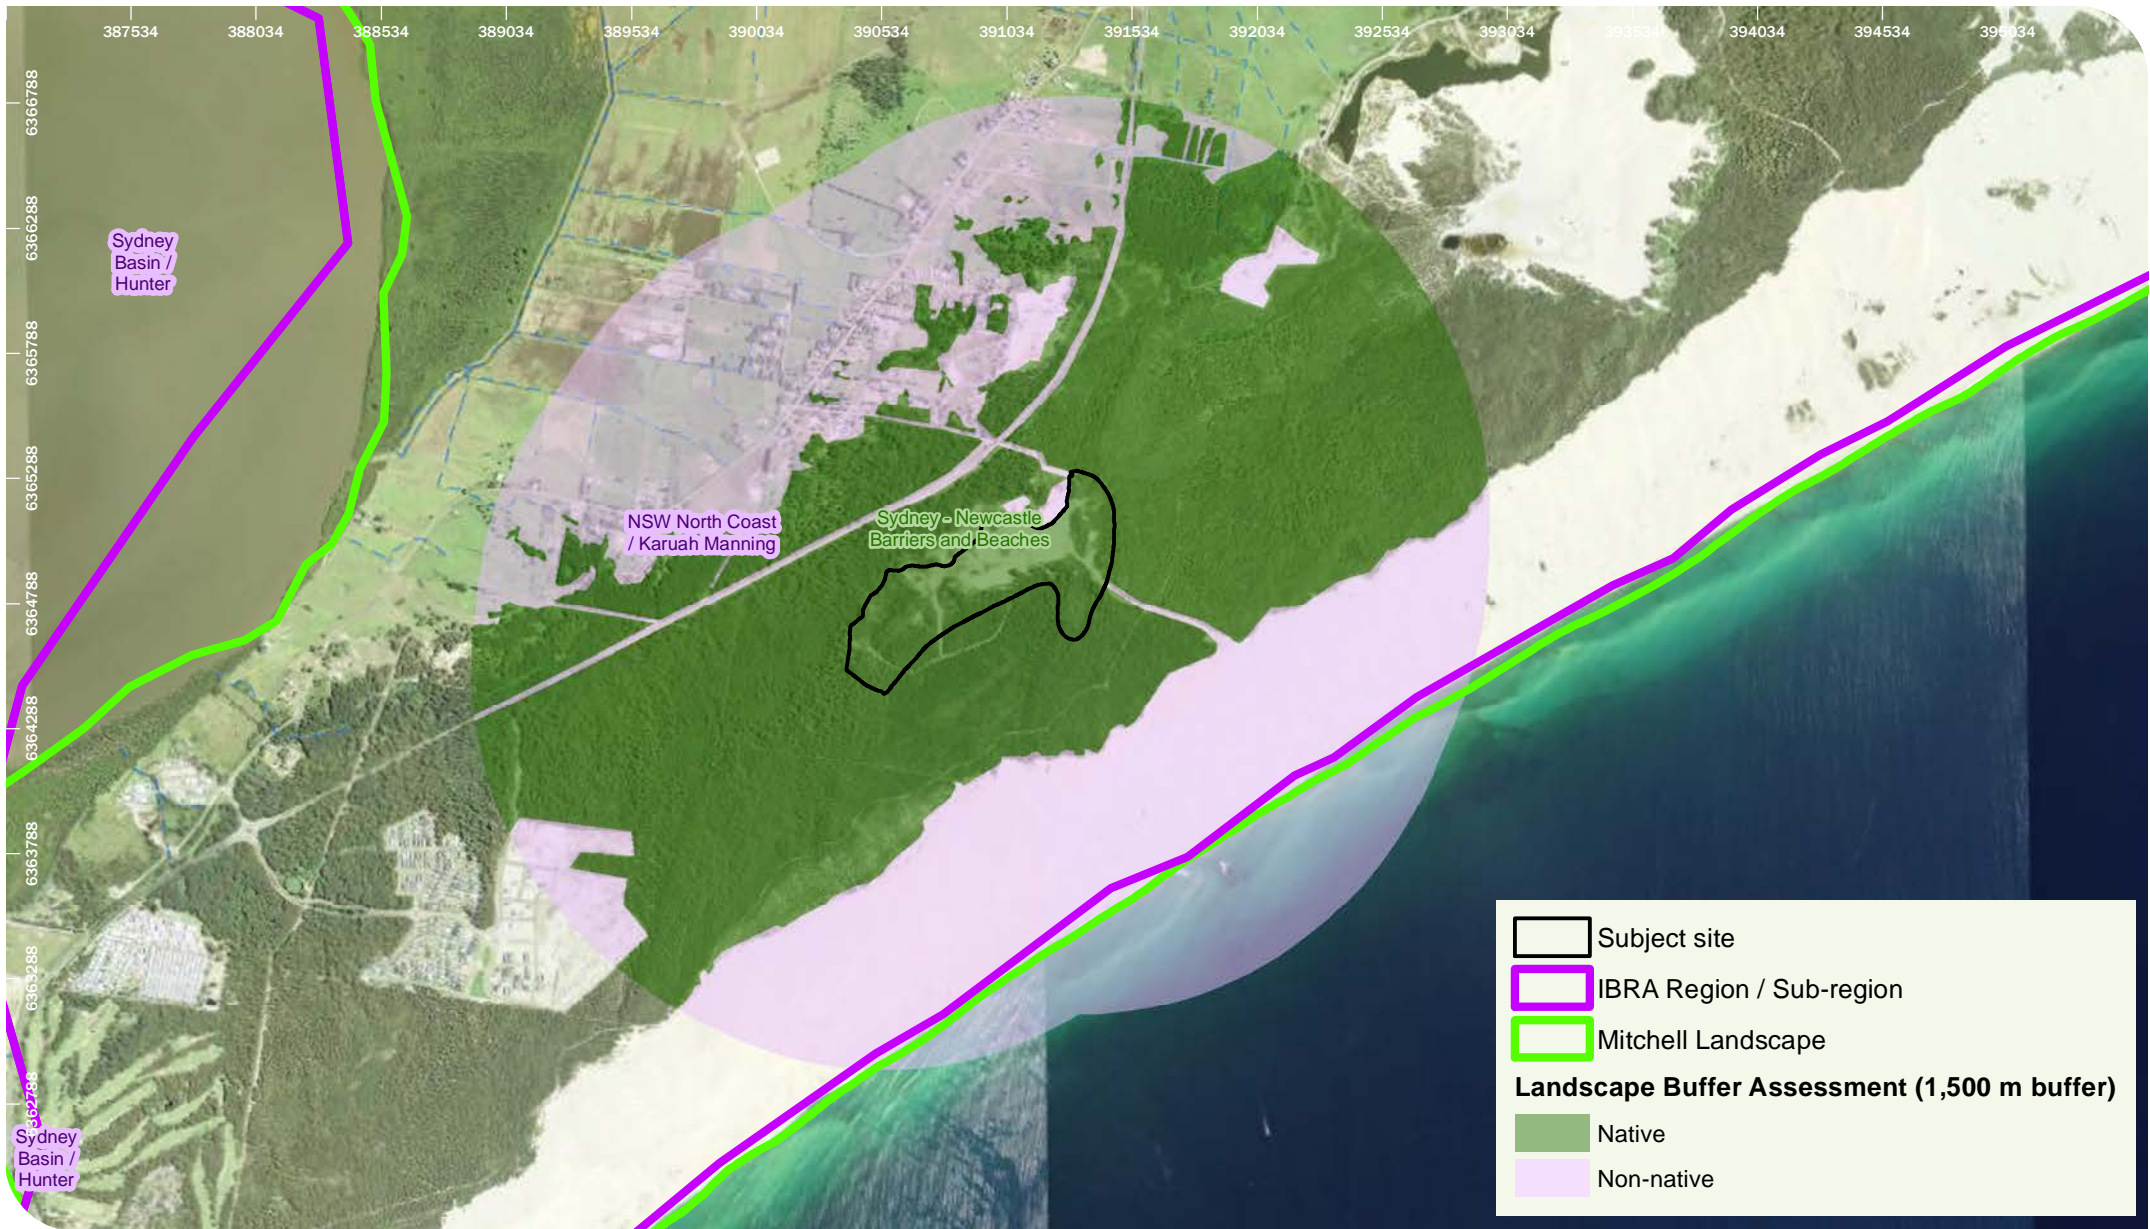 387534
388034
388534
389034
389534
390034
390534
391034
391534
392034
392534
393034
393534
394034
394534
395034
6366788
6366288
6365788
6365288
6364788
6364288
6363788
6363288
6362788
Sydney
Basin /
Hunter
NSW North Coast
/ Karuah Manning
Sydney - Newcastle
Barriers and Beaches
Sydney
Basin /
Hunter
Subject site
IBRA Region / Sub-region
Mitchell Landscape
Landscape Buffer Assessment (1,500 m buffer)
Native
Non-native